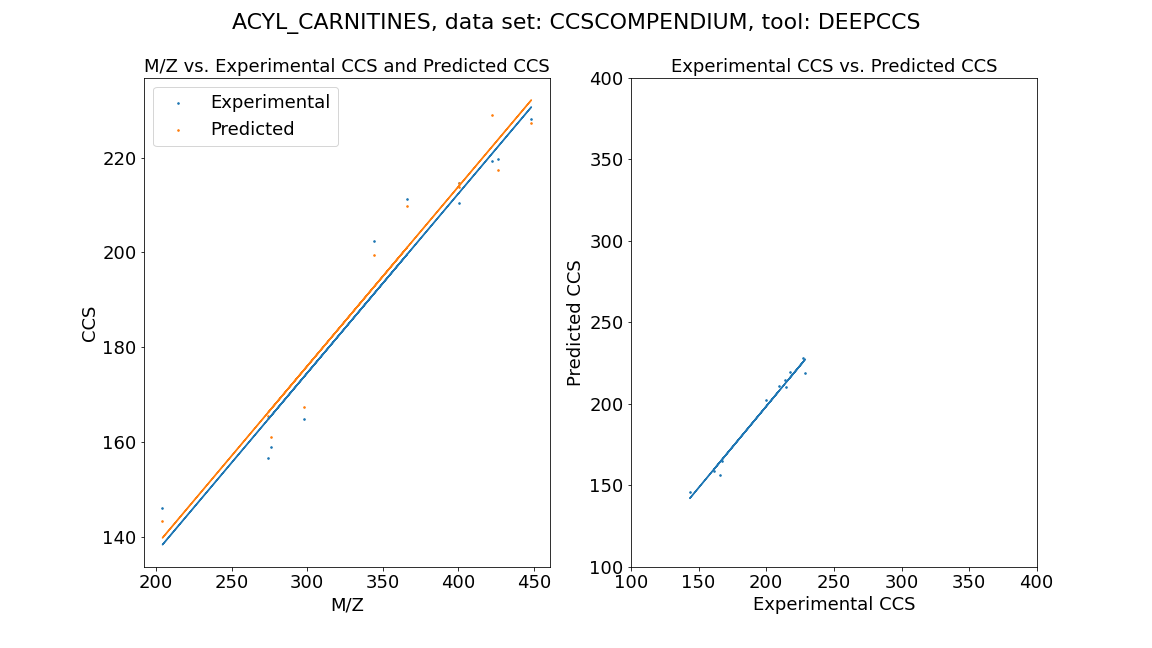 ACYL_CARNITINES, data set: CCSCOMPENDIUM, tool: DEEPCCS
M/Z vs. Experimental CCS and Predicted CCS
Experimental
Predicted
CCS
220
200
180
160
140
200
250
300
350
400
450
M/Z
Experimental CCS vs. Predicted CCS
Predicted CCS
400
350
300
250
200
150
100
100
150
200
250
300
350
400
Experimental CCS